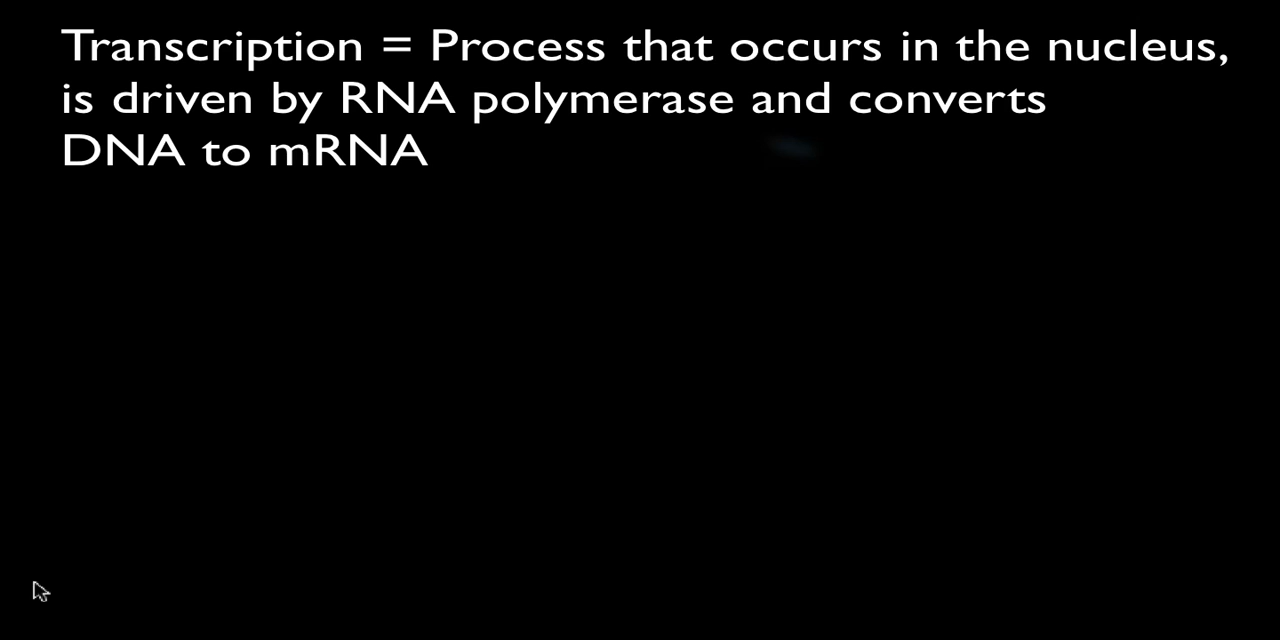 Transcription = Process that occurs in the nucleus,
is driven by RNA polymerase and converts
DNA to mRNA